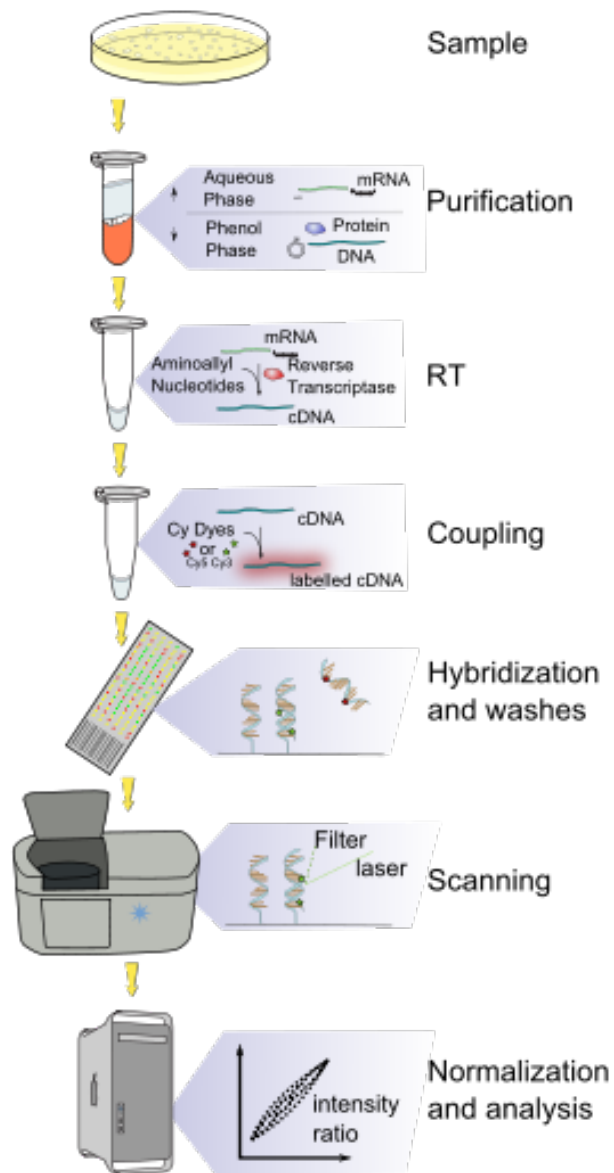 Sample
Aqueous
Phase
mRNA
Phenol
Phase
Protein
DNA
Purification
mRNA
Aminoallyl
Nucleotides
Reverse
Transcriptase
cDNA
RT
cDNA
Cy Dyes
or
Cy5 Cy3
labelled cDNA
Coupling
Hybridization
and washes
Filter
laser
Scanning
intensity
ratio
Normalization
and analysis